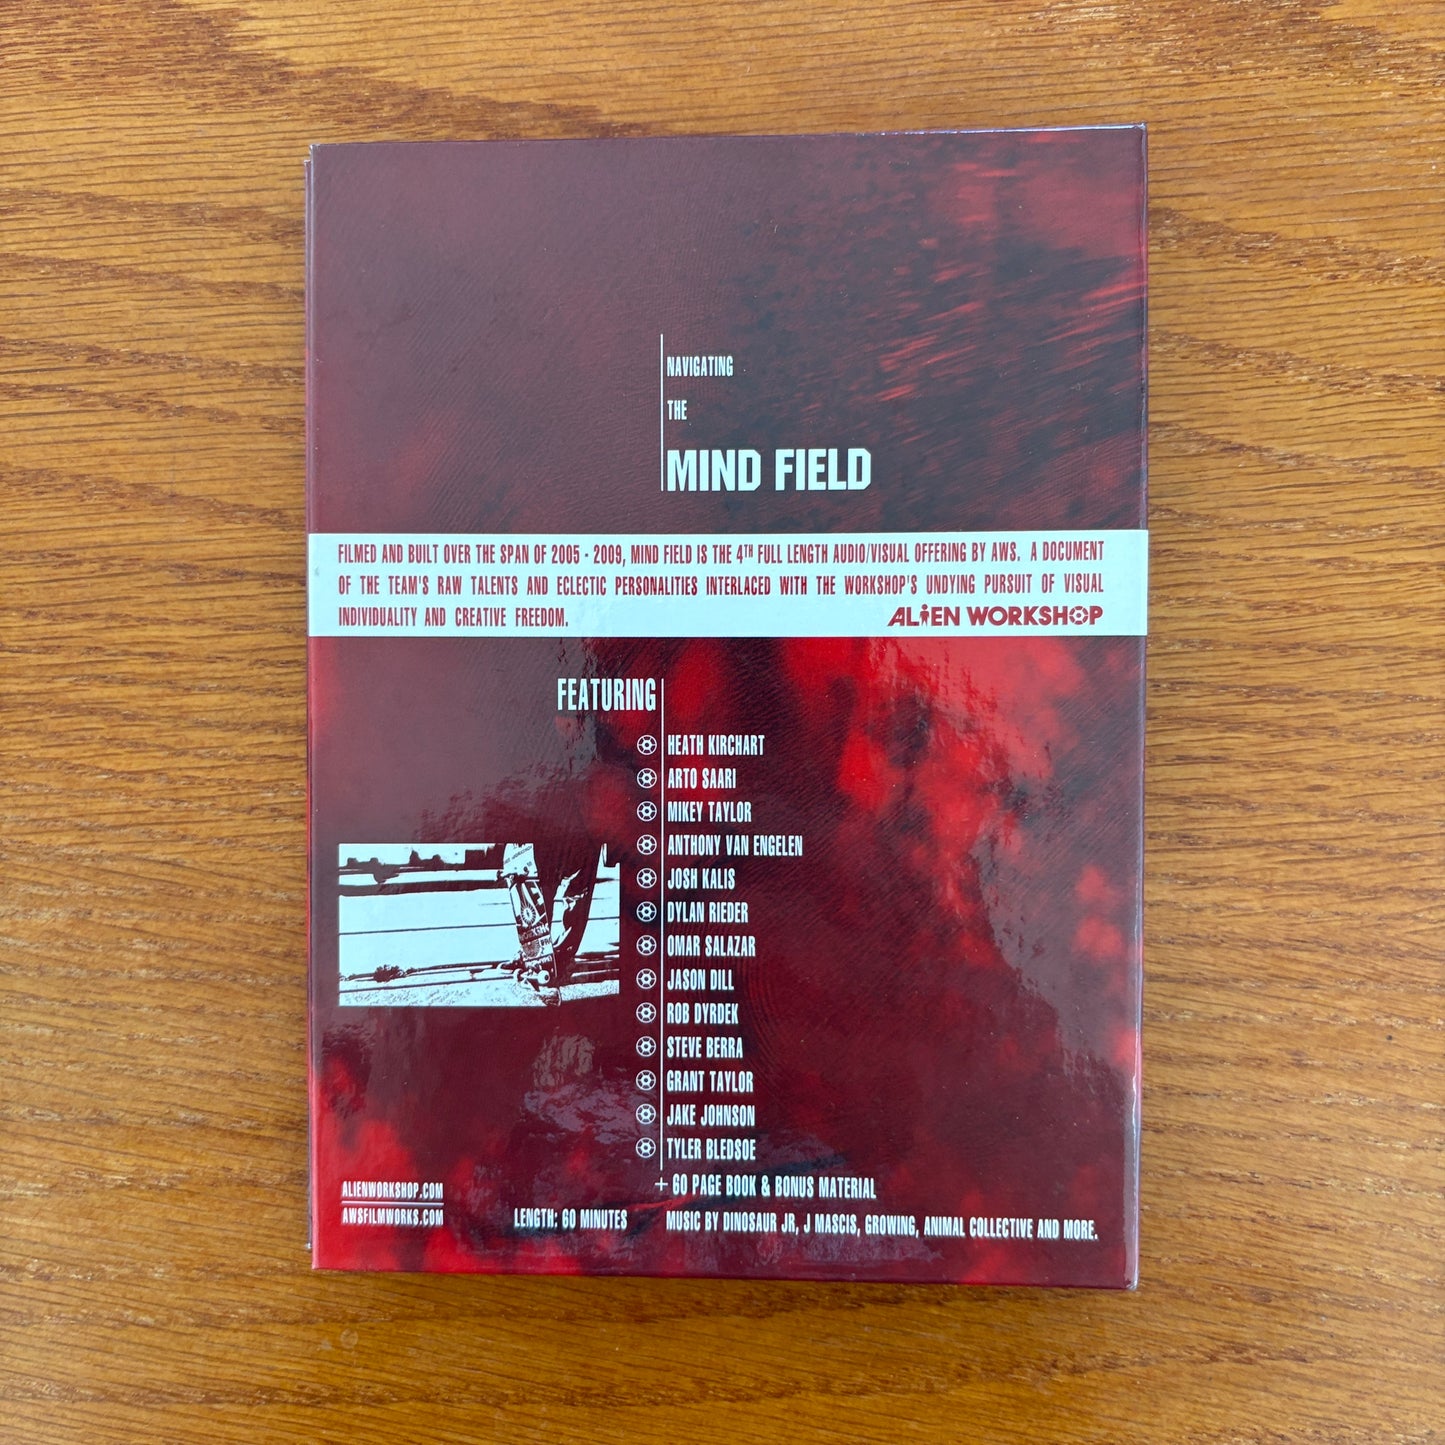 NAVIGATING
THE
MIND FIELD
FILMED AND BUILT OVER THE SPAN OF 2005 - 2009, MIND FIELD IS THE 4TH FULL LENGTH AUDIO/VISUAL OFFERING BY AWS. A DOCUMENT
OF THE TEAM'S RAW TALENTS AND ECLECTIC PERSONALITIES INTERLACED WITH THE WORKSHOP'S UNDYING PURSUIT OF VISUAL
INDIVIDUALITY AND CREATIVE FREEDOM.
ALIEN WORKSHOP
FEATURING
HEATH KIRCHART
ARTO SAARI
MIKEY TAYLOR
ANTHONY VAN ENGELEN
JOSH KALIS
DYLAN RIEDER
OMAR SALAZAR
JASON DILL
ROB DYRDEK
STEVE BERRA
GRANT TAYLOR
JAKE JOHNSON
TYLER BLEDSOE
+ 60 PAGE BOOK & BONUS MATERIAL
ALIENWORKSHOP.COM
AWSFILMWORKS.COM
LENGTH: 60 MINUTES
MUSIC BY DINOSAUR JR, J MASCIS, GROWING, ANIMAL COLLECTIVE AND MORE.